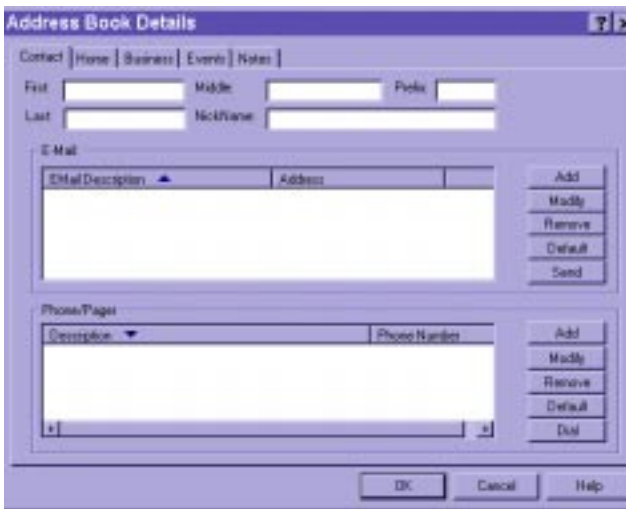 Address Book Details ? x
Contact Home Business Events Notes
First: Middle: Prefix:
Last: NickName:
E-Mail
EMail Description Address
Add
Modify
Remove
Default
Send
Phone/Pager
Description Phone Number
Add
Modify
Remove
Default
Dial
OK Cancel Help